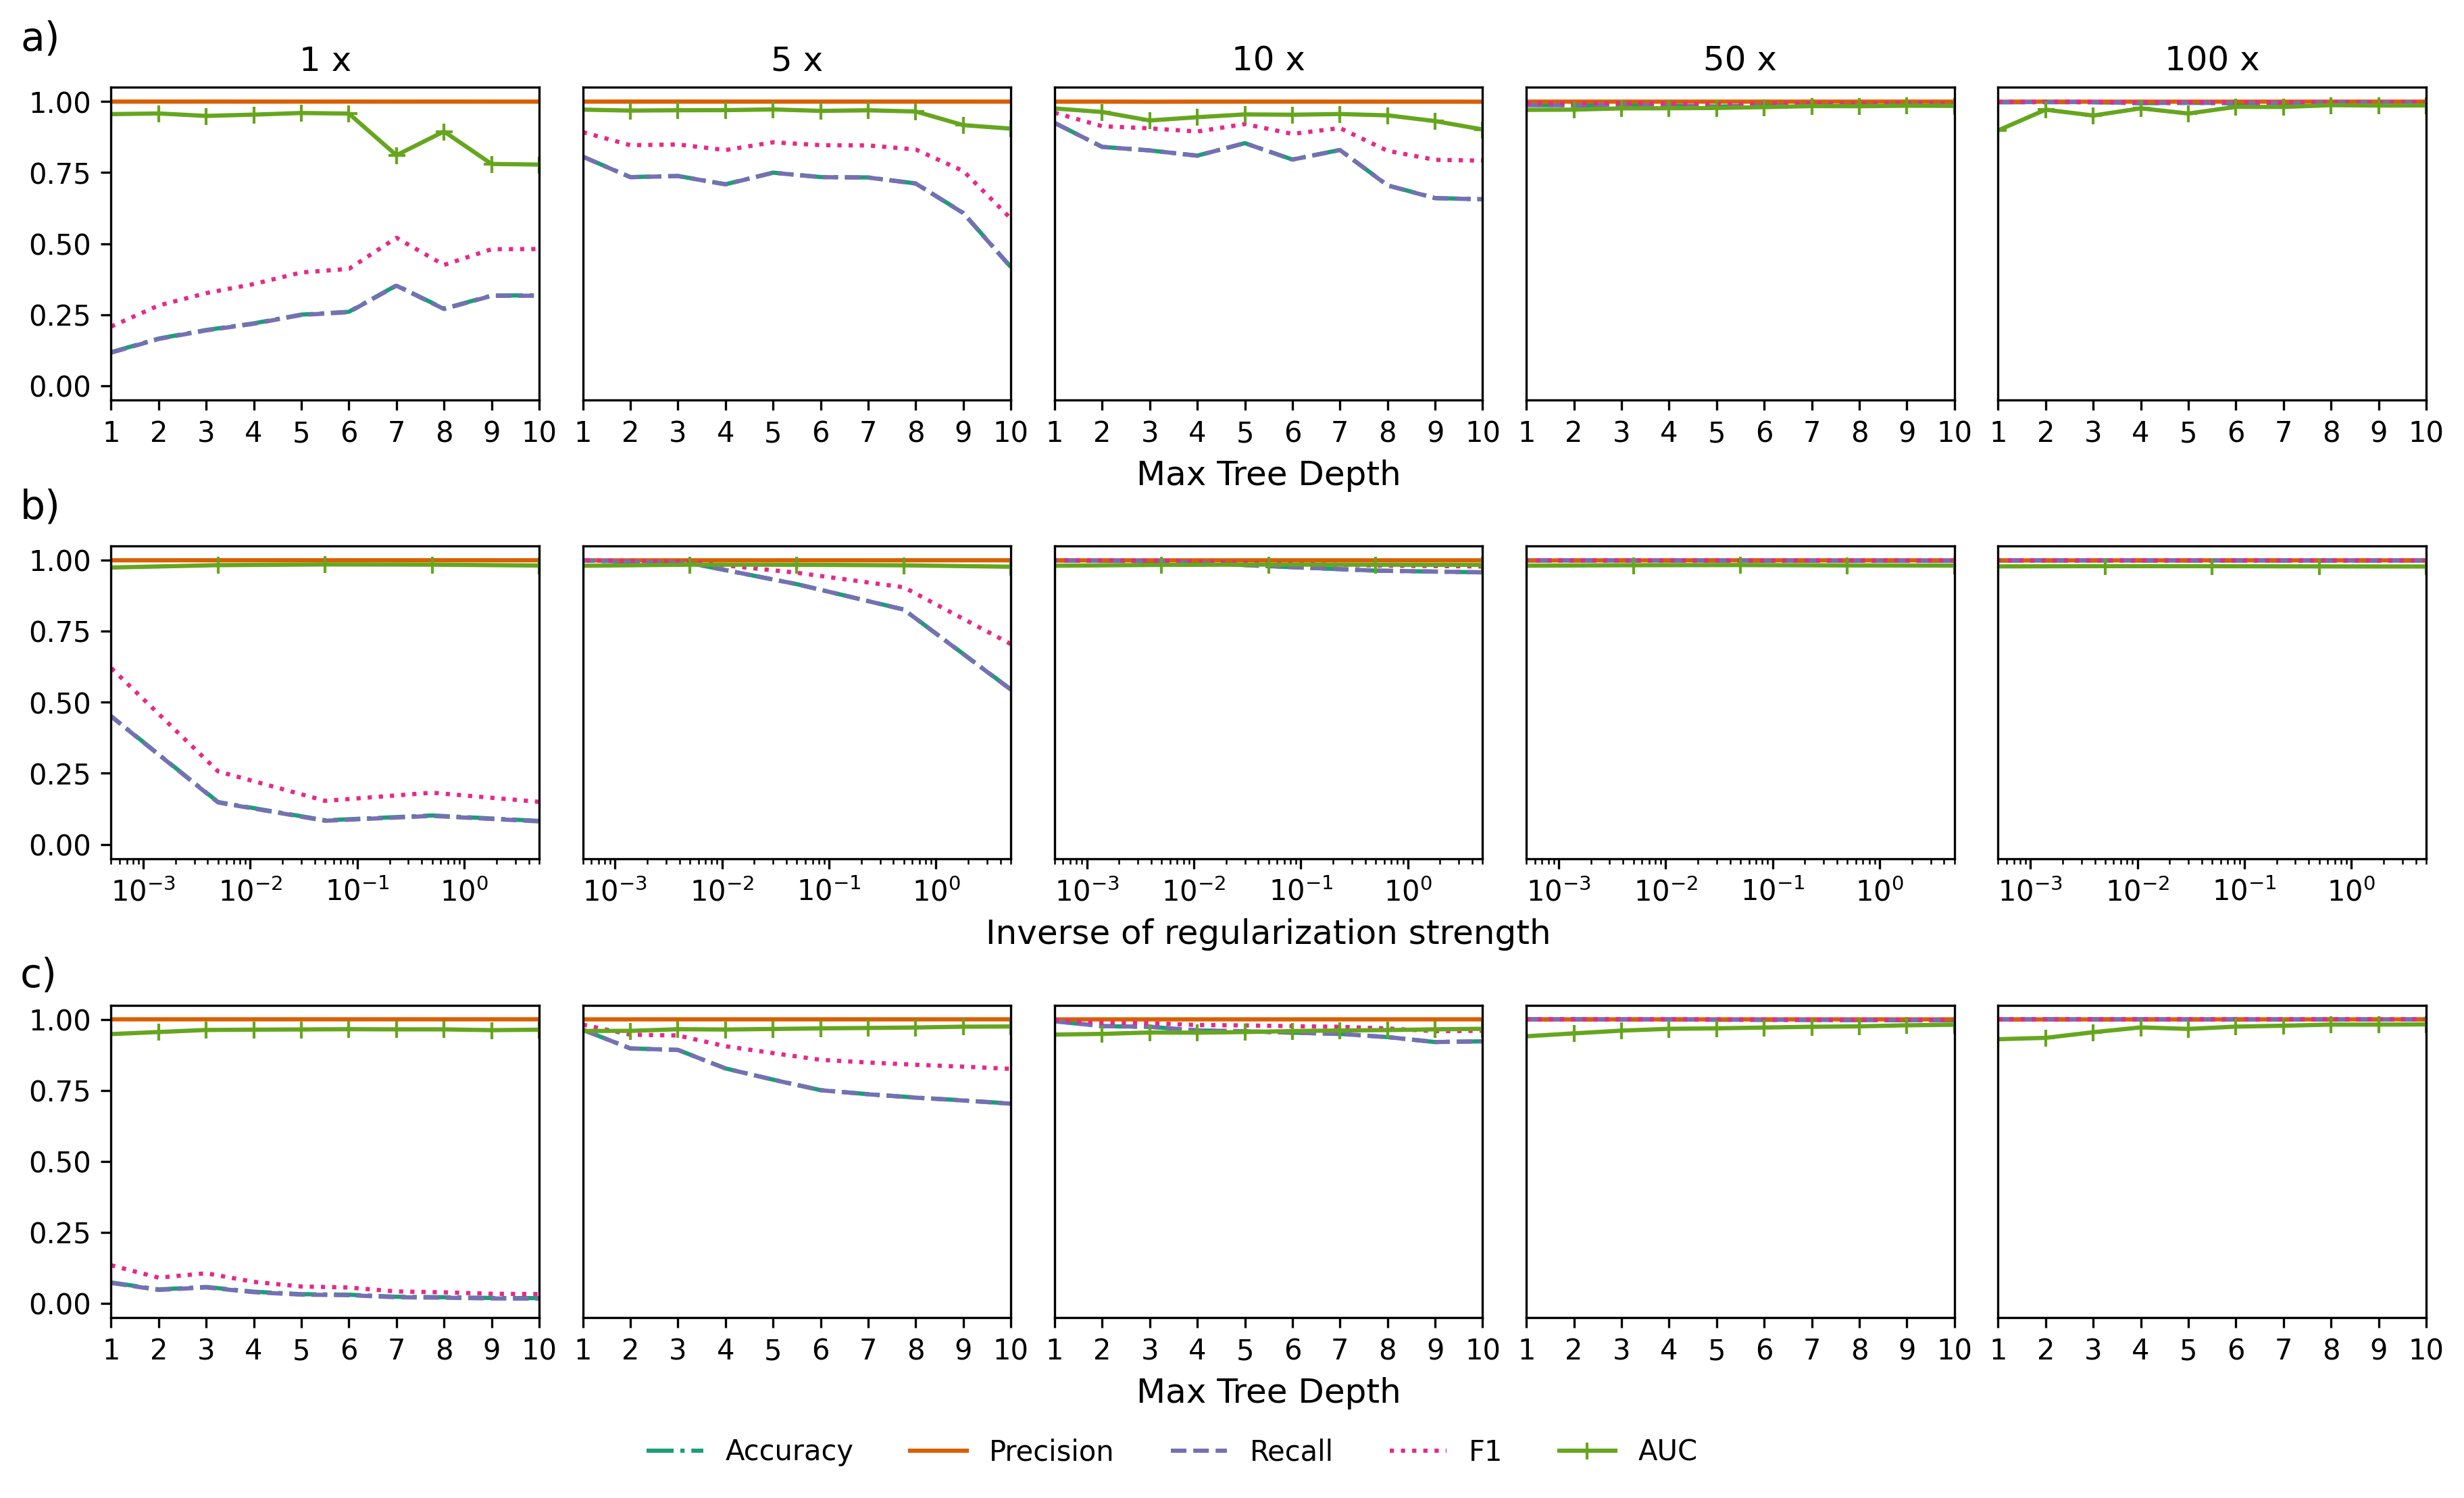 a)
1 x 5 x 10 x 50 x 100 x
1.00
0.75
0.50
0.25
0.00
1 2 3 4 5 6 7 8 9 10 1 2 3 4 5 6 7 8 9 10 1 2 3 4 5 6 7 8 9 10 1 2 3 4 5 6 7 8 9 10 1 2 3 4 5 6 7 8 9 10
Max Tree Depth
b)
1.00
0.75
0.50
0.25
0.00
10⁻³ 10⁻² 10⁻¹ 10⁰ 10⁻³ 10⁻² 10⁻¹ 10⁰ 10⁻³ 10⁻² 10⁻¹ 10⁰ 10⁻³ 10⁻² 10⁻¹ 10⁰ 10⁻³ 10⁻² 10⁻¹ 10⁰
Inverse of regularization strength
c)
1.00
0.75
0.50
0.25
0.00
1 2 3 4 5 6 7 8 9 10 1 2 3 4 5 6 7 8 9 10 1 2 3 4 5 6 7 8 9 10 1 2 3 4 5 6 7 8 9 10 1 2 3 4 5 6 7 8 9 10
Max Tree Depth
Accuracy Precision Recall F1 AUC